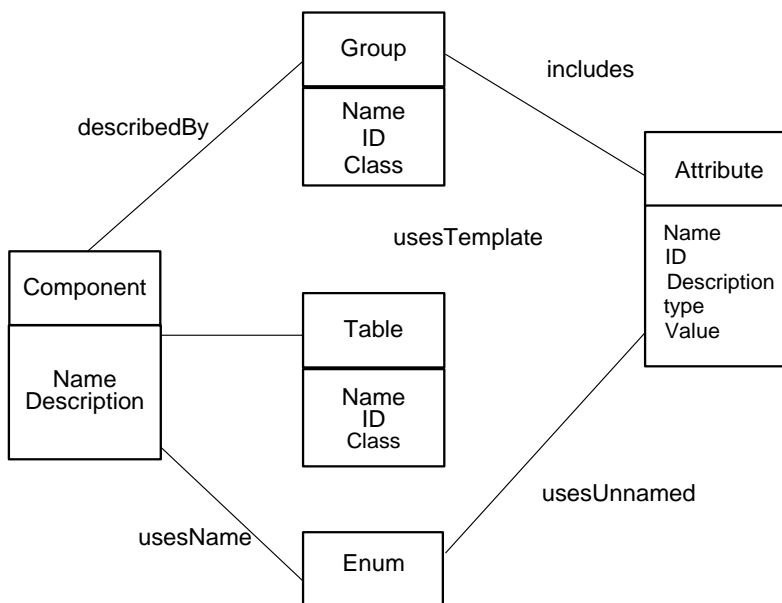 Group
includes
describedBy
Name
ID
Class
Attribute
usesTemplate
Name
ID
Description
type
Value
Component
Table
Name
Description
Name
ID
Class
usesUnnamed
usesName
Enum